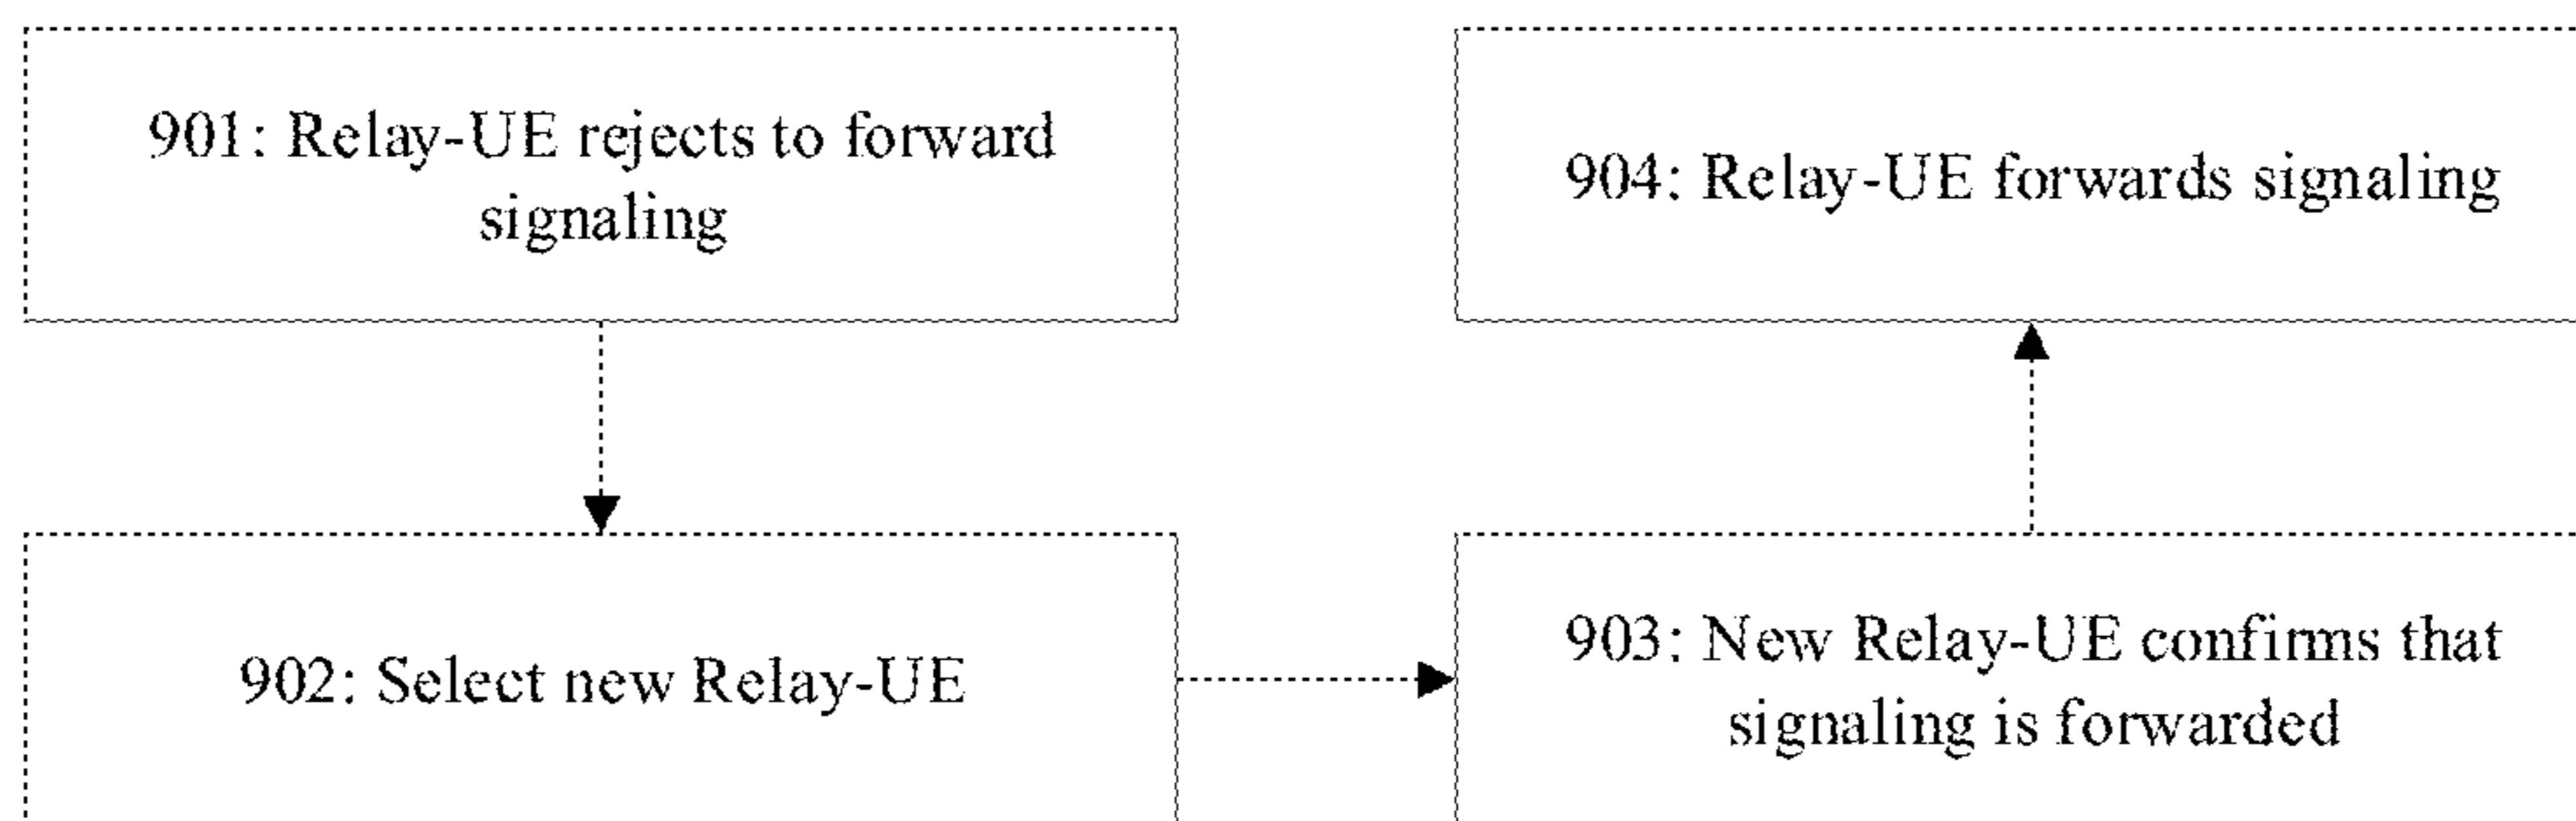 901: Relay-UE rejects to forward
signaling
902: Select new Relay-UE
903: New Relay-UE confirms that
signaling is forwarded
904: Relay-UE forwards signaling